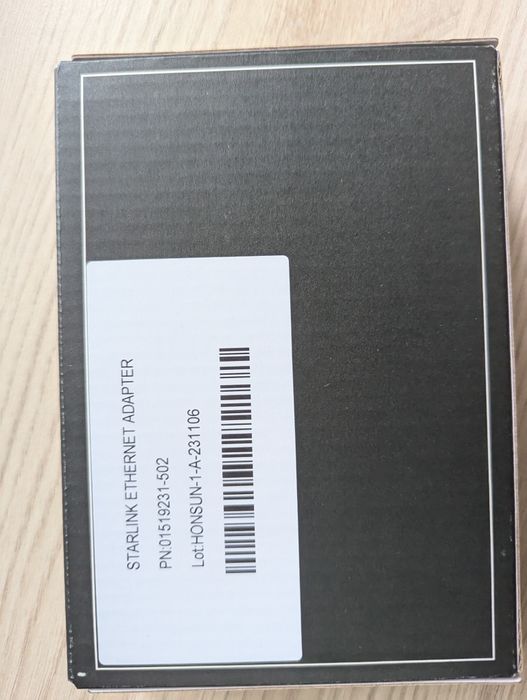 STARLINK ETHERNET ADAPTER
PN:01519231-502
Lot:HONSUN-1-A-231106